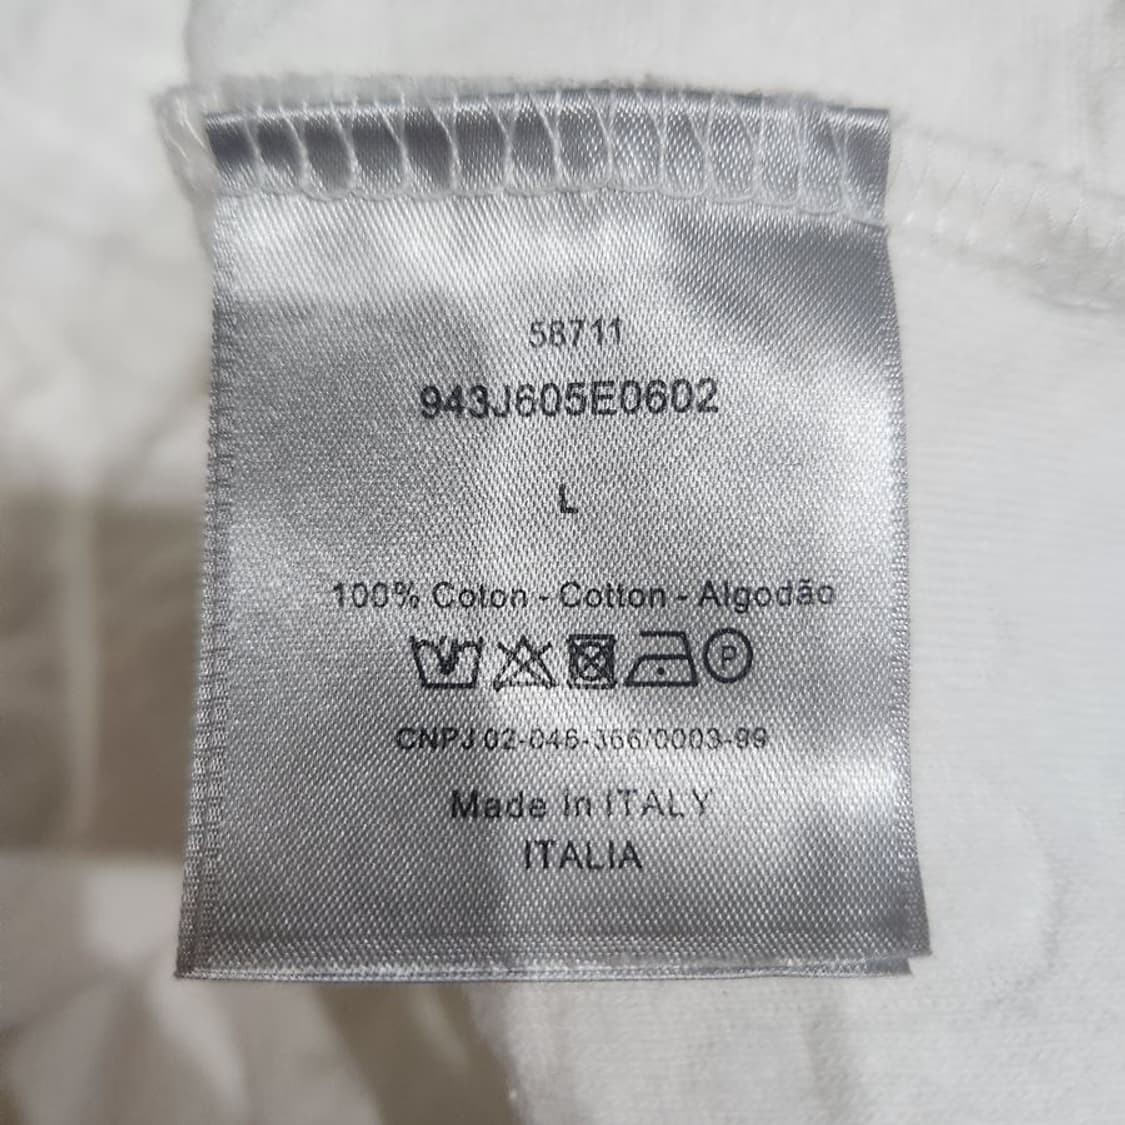 58711
943J605E0602
L
100% Coton - Cotton - Algodão
P
CNPJ 02-046-366/0003-99
Made in ITALY
ITALIA